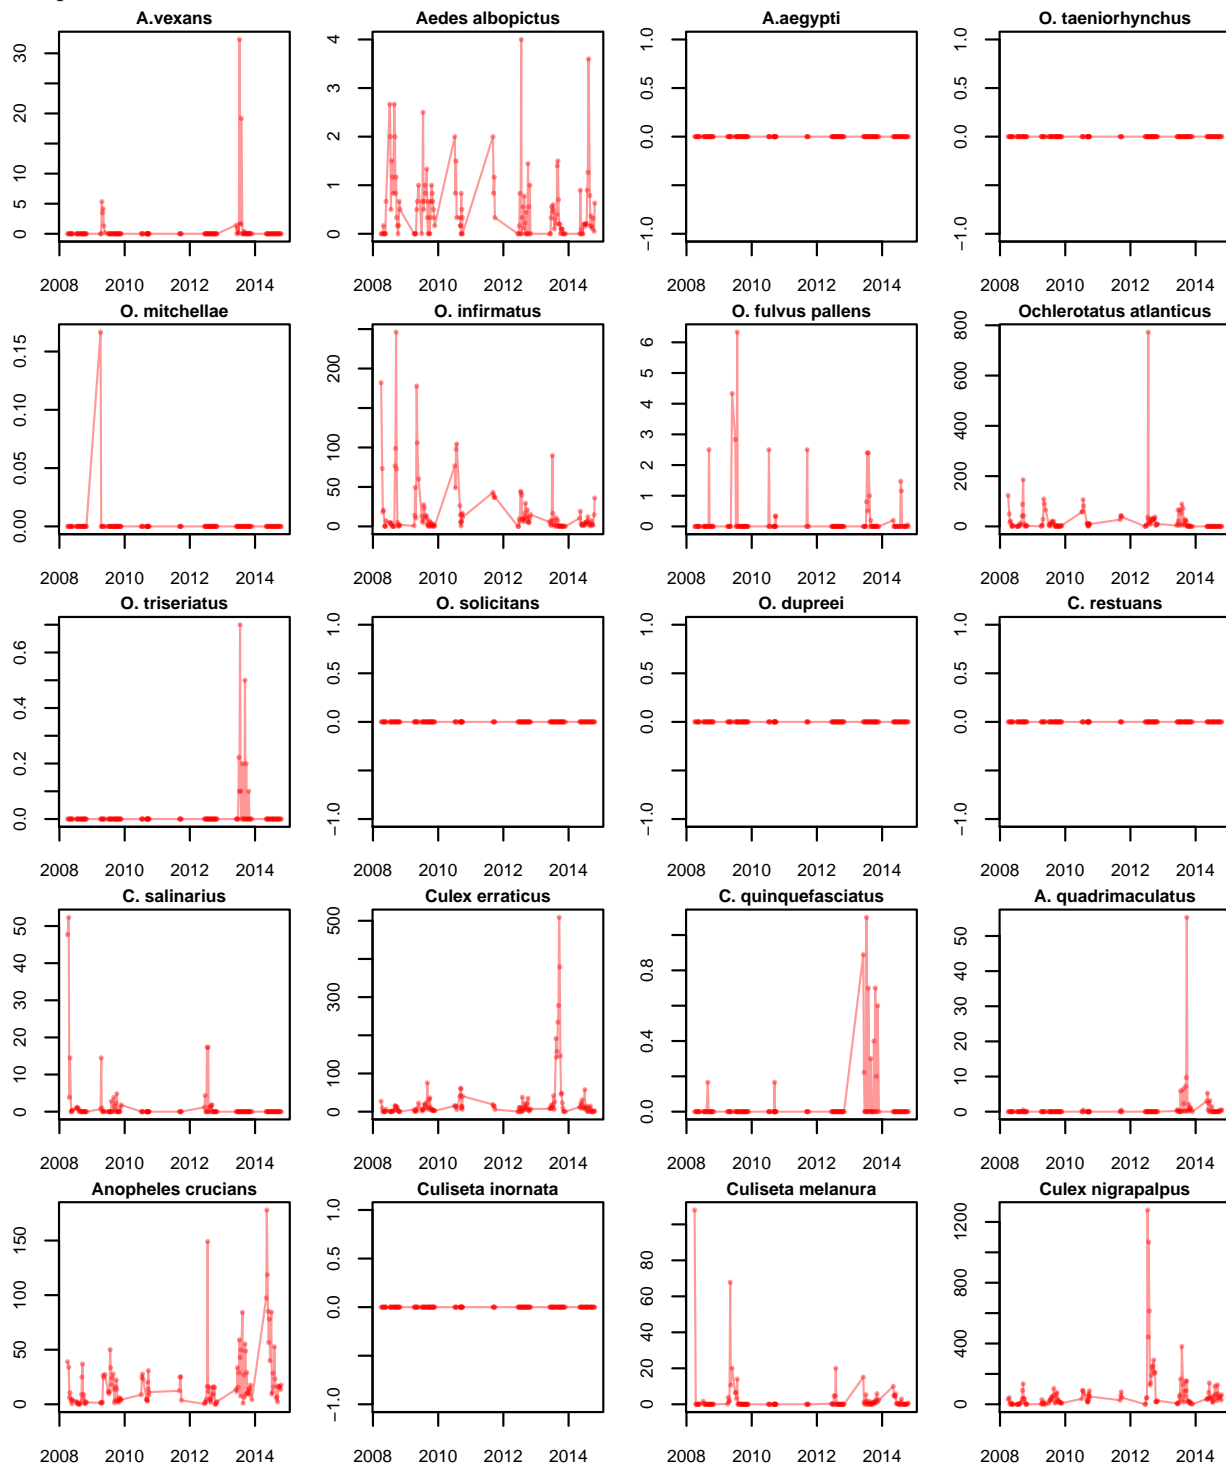 A.vexans
0 5 10 20 30
2008 2010 2012 2014
Aedes albopictus
0 1 2 3 4
2008 2010 2012 2014
A.aegypti
−1.0 0.0 0.5 1.0
2008 2010 2012 2014
O. taeniorhynchus
−1.0 0.0 0.5 1.0
2008 2010 2012 2014
O. mitchellae
0.00 0.05 0.10 0.15
2008 2010 2012 2014
O. infirmatus
0 50 100 200
2008 2010 2012 2014
O. fulvus pallens
0 1 2 3 4 5 6
2008 2010 2012 2014
Ochlerotatus atlanticus
0 200 400 600 800
2008 2010 2012 2014
O. triseriatus
0.0 0.2 0.4 0.6
2008 2010 2012 2014
O. solicitans
−1.0 0.0 0.5 1.0
2008 2010 2012 2014
O. dupreei
−1.0 0.0 0.5 1.0
2008 2010 2012 2014
C. restuans
−1.0 0.0 0.5 1.0
2008 2010 2012 2014
C. salinarius
0 10 20 30 40 50
2008 2010 2012 2014
Culex erraticus
0 100 300 500
2008 2010 2012 2014
C. quinquefasciatus
0.0 0.4 0.8
2008 2010 2012 2014
A. quadrimaculatus
0 10 20 30 40 50
2008 2010 2012 2014
Anopheles crucians
0 50 100 150
2008 2010 2012 2014
Culiseta inornata
−1.0 0.0 0.5 1.0
2008 2010 2012 2014
Culiseta melanura
0 20 40 60 80
2008 2010 2012 2014
Culex nigrapalpus
0 400 800 1200
2008 2010 2012 2014